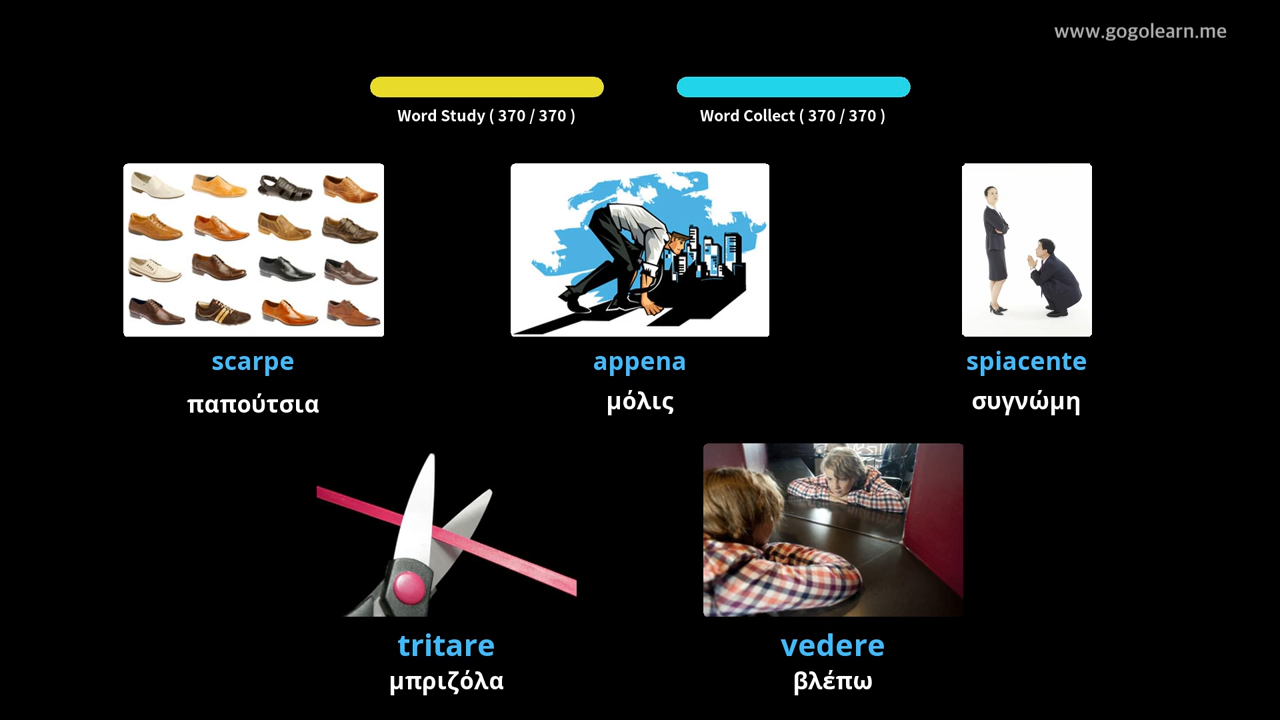 www.gogolearn.me
Word Study ( 370 / 370 )
Word Collect ( 370 / 370 )
scarpe
appena
spiacente
παπούτσια
μόλις
συγνώμη
tritare
vedere
μπριζόλα
βλέπω